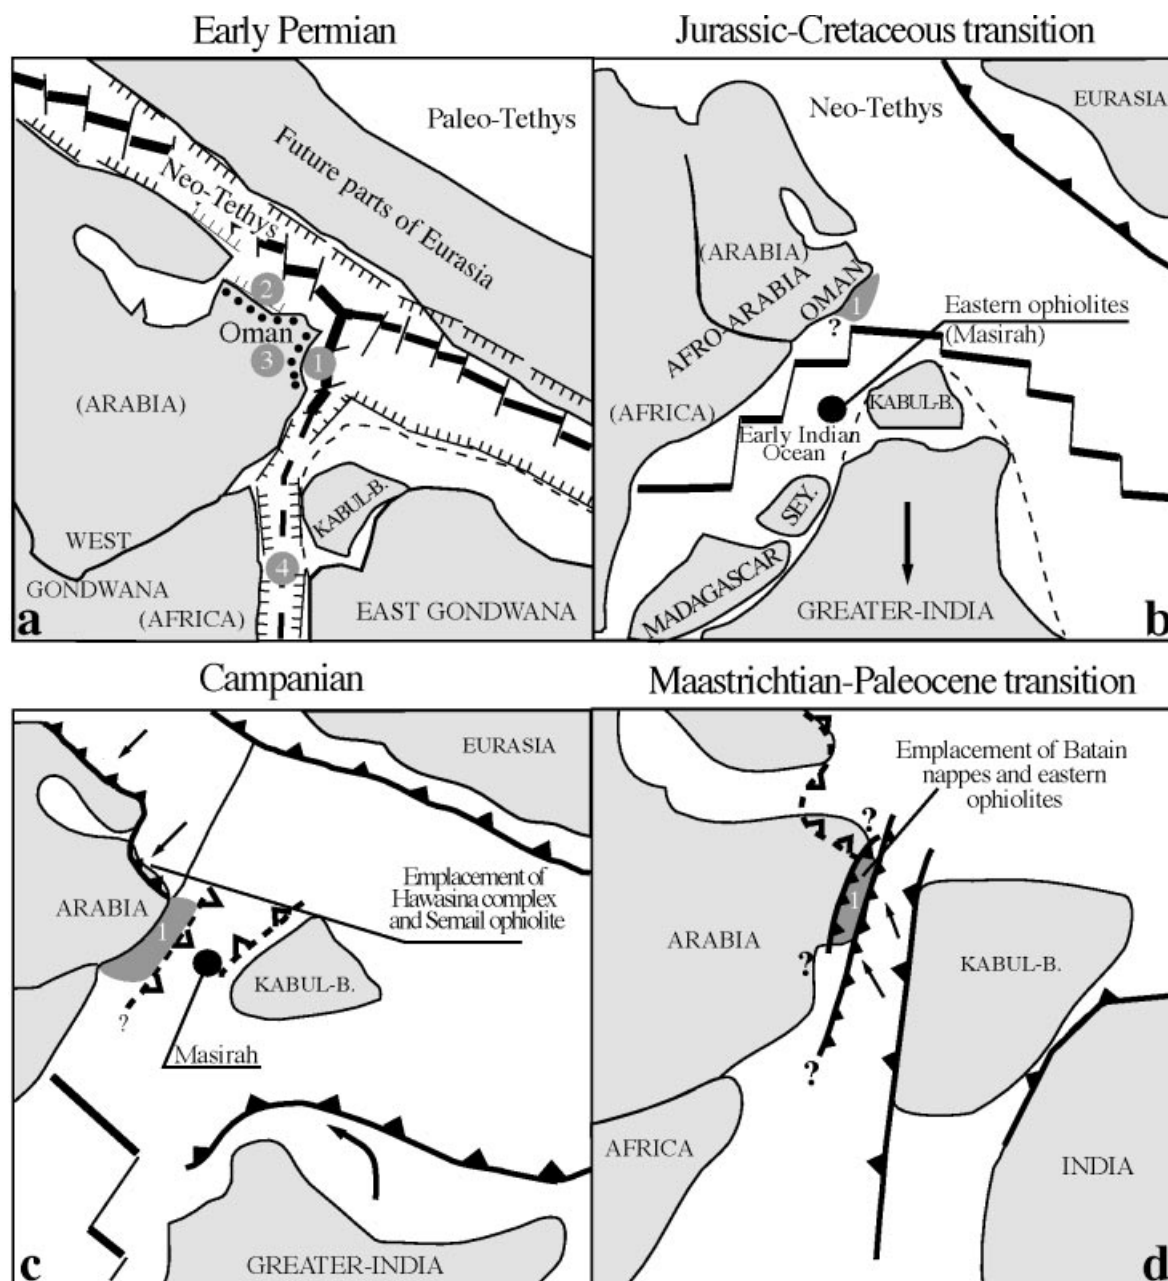 Early Permian
Paleo-Tethys
Future parts of Eurasia
Neo-Tethys
2
Oman
3
1
(ARABIA)
KABUL-B.
WEST
GONDWANA
4
(AFRICA)
EAST GONDWANA
a
Jurassic-Cretaceous transition
Neo-Tethys
EURASIA
(ARABIA)
OMAN
1
AFRO-ARABIA
?
Eastern ophiolites
(Masirah)
(AFRICA)
KABUL-B.
Early Indian
Ocean
SEY.
MADAGASCAR
GREATER-INDIA
b
Campanian
EURASIA
Emplacement of
Hawasina complex
and Semail ophiolite
ARABIA
1
KABUL-B.
?
Masirah
GREATER-INDIA
c
Maastrichtian-Paleocene transition
Emplacement of Batain
nappes and eastern
ophiolites
?
1
ARABIA
?
KABUL-B.
?
AFRICA
INDIA
d